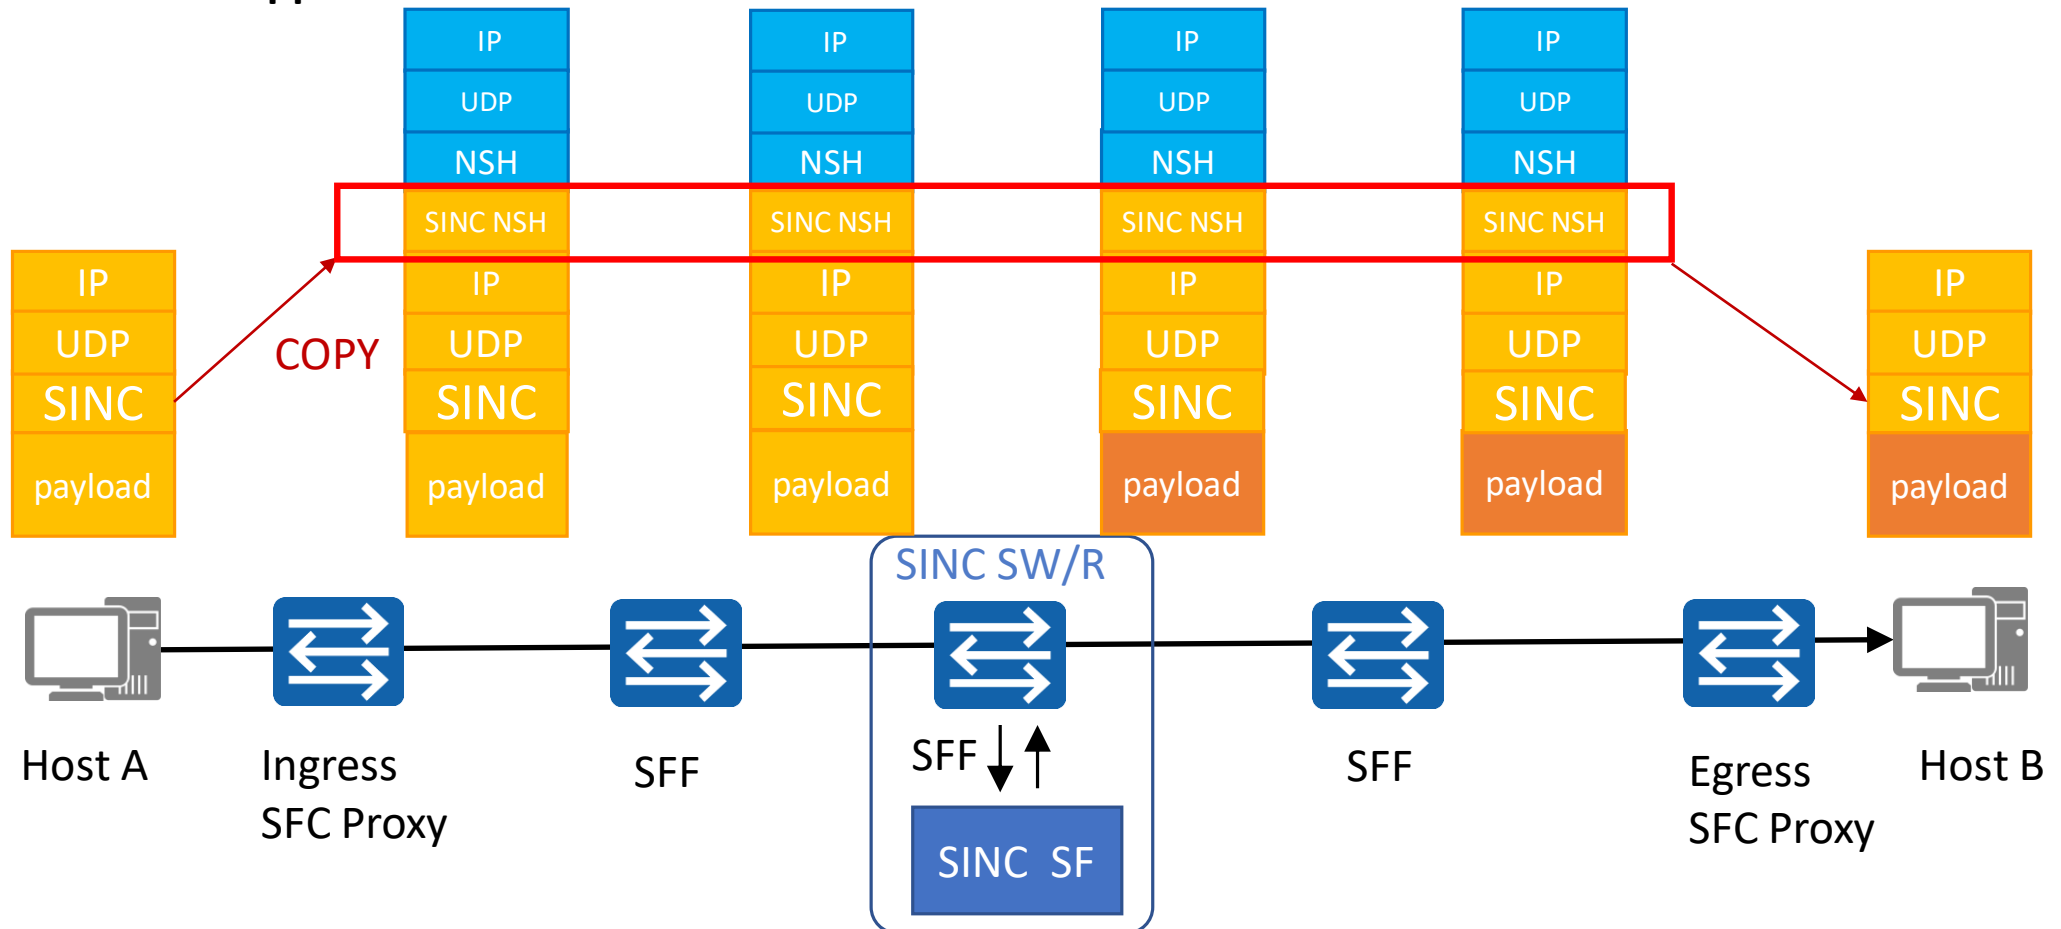 IP
UDP
NSH
SINC NSH
IP
UDP
SINC
payload
IP
UDP
NSH
SINC NSH
IP
UDP
SINC
payload
IP
UDP
NSH
SINC NSH
IP
UDP
SINC
payload
IP
UDP
NSH
SINC NSH
IP
UDP
SINC
payload
IP
UDP
SINC
payload
COPY
IP
UDP
SINC
payload
SINC SW/R
Host A
Ingress
SFC Proxy
SFF
SFF
SINC SF
SFF
Egress
SFC Proxy
Host B